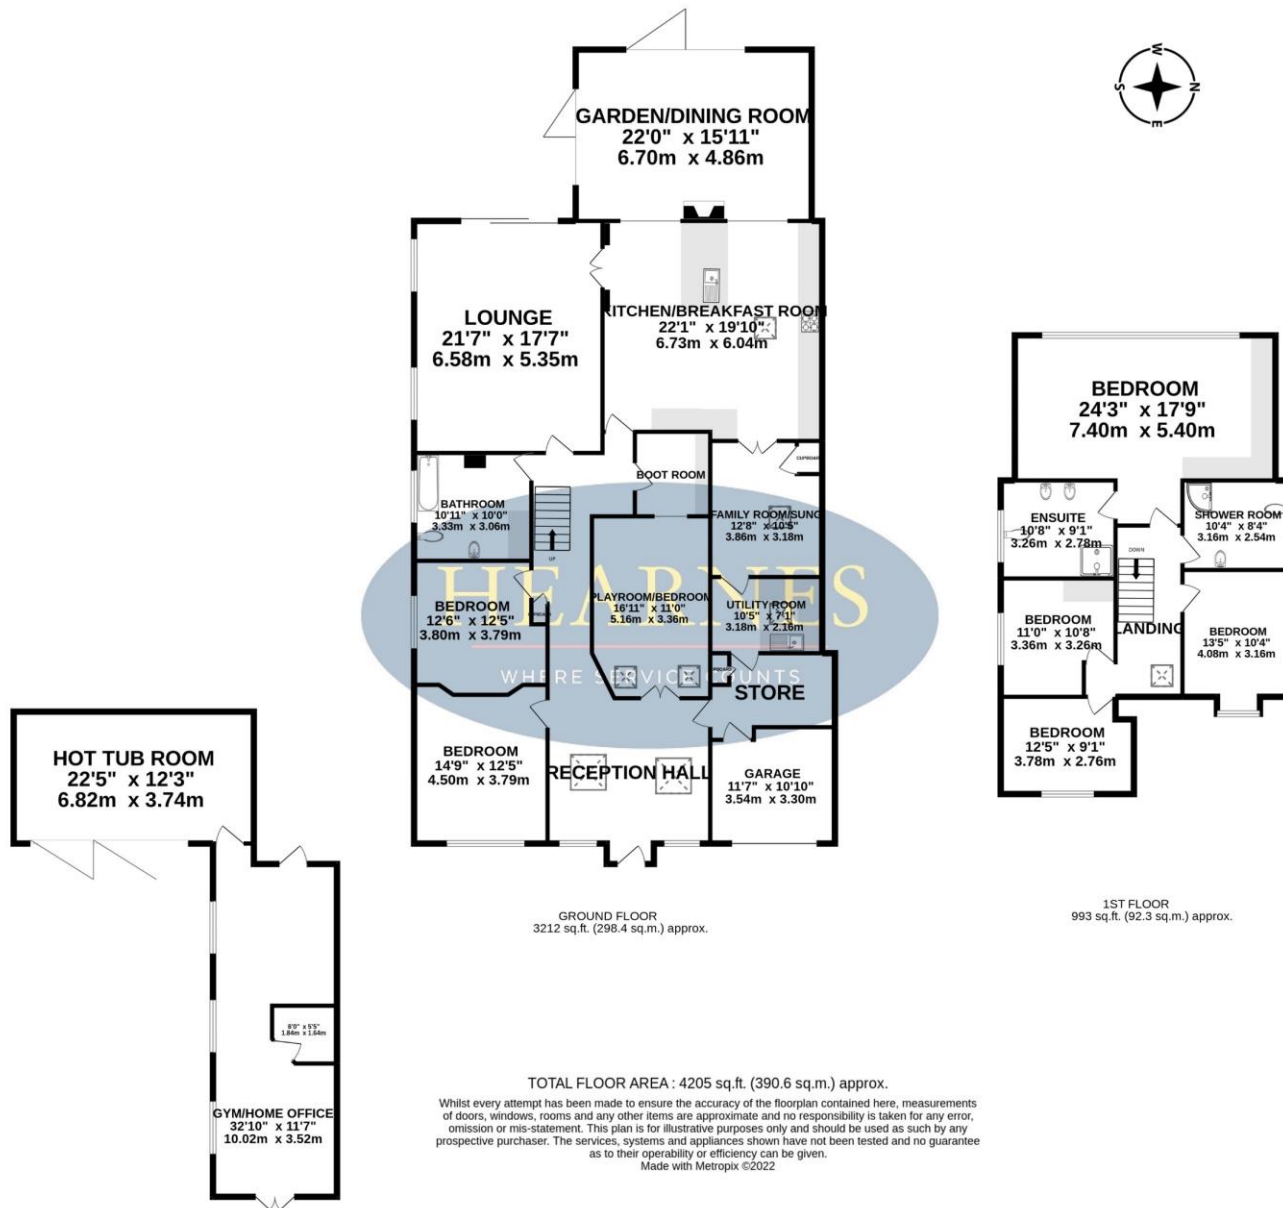 GARDEN/DINING ROOM
22'0" x 15'11"
6.70m x 4.86m
W
N
S
E
LOUNGE
21'7" x 17'7"
6.58m x 5.35m
KITCHEN/BREAKFAST ROOM
22'1" x 19'10"
6.73m x 6.04m
BEDROOM
24'3" x 17'9"
7.40m x 5.40m
CUPBOARD
BOOT ROOM
BATHROOM
10'11" x 10'0"
3.33m x 3.06m
FAMILY ROOM/SUNG
12'8" x 10'5"
3.86m x 3.18m
ENSUITE
10'8" x 9'1"
3.26m x 2.78m
SHOWER ROOM
10'4" x 8'4"
3.16m x 2.54m
UP
DOWN
HEARNES
WHERE SERVICE COUNTS
BEDROOM
12'6" x 12'5"
3.80m x 3.79m
PLAYROOM/BEDROOM
16'11" x 11'0"
5.16m x 3.36m
UTILITY ROOM
10'5" x 7'1"
3.18m x 2.16m
BEDROOM
11'0" x 10'8"
3.36m x 3.26m
LANDING
BEDROOM
13'5" x 10'4"
4.08m x 3.16m
STORE
BEDROOM
12'5" x 9'1"
3.78m x 2.76m
BEDROOM
14'9" x 12'5"
4.50m x 3.79m
RECEPTION HALL
GARAGE
11'7" x 10'10"
3.54m x 3.30m
HOT TUB ROOM
22'5" x 12'3"
6.82m x 3.74m
GROUND FLOOR
3212 sq.ft. (298.4 sq.m.) approx.
1ST FLOOR
993 sq.ft. (92.3 sq.m.) approx.
6'0" x 5'5"
1.84m x 1.64m
GYM/HOME OFFICE
32'10" x 11'7"
10.02m x 3.52m
TOTAL FLOOR AREA : 4205 sq.ft. (390.6 sq.m.) approx.
Whilst every attempt has been made to ensure the accuracy of the floorplan contained here, measurements
of doors, windows, rooms and any other items are approximate and no responsibility is taken for any error,
omission or mis-statement. This plan is for illustrative purposes only and should be used as such by any
prospective purchaser. The services, systems and appliances shown have not been tested and no guarantee
as to their operability or efficiency can be given.
Made with Metropix ©2022